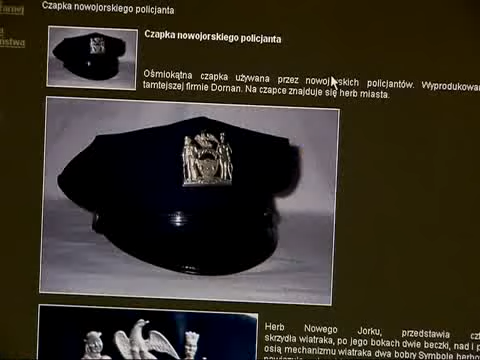 Czapka nowojorskiego policjanta
Czapka nowojorskiego policjanta
Ośmiokątna czapka używana przez nowojorskich policjantów. Wyprodukowan
tamtejszej firmie Dornan. Na czapce znajduje się herb miasta.
Herb Nowego Jorku, przedstawia
skrzydła wiatraka, po jego bokach dwie beczki, nad i
osią mechanizmu wiatraka dwa bobry